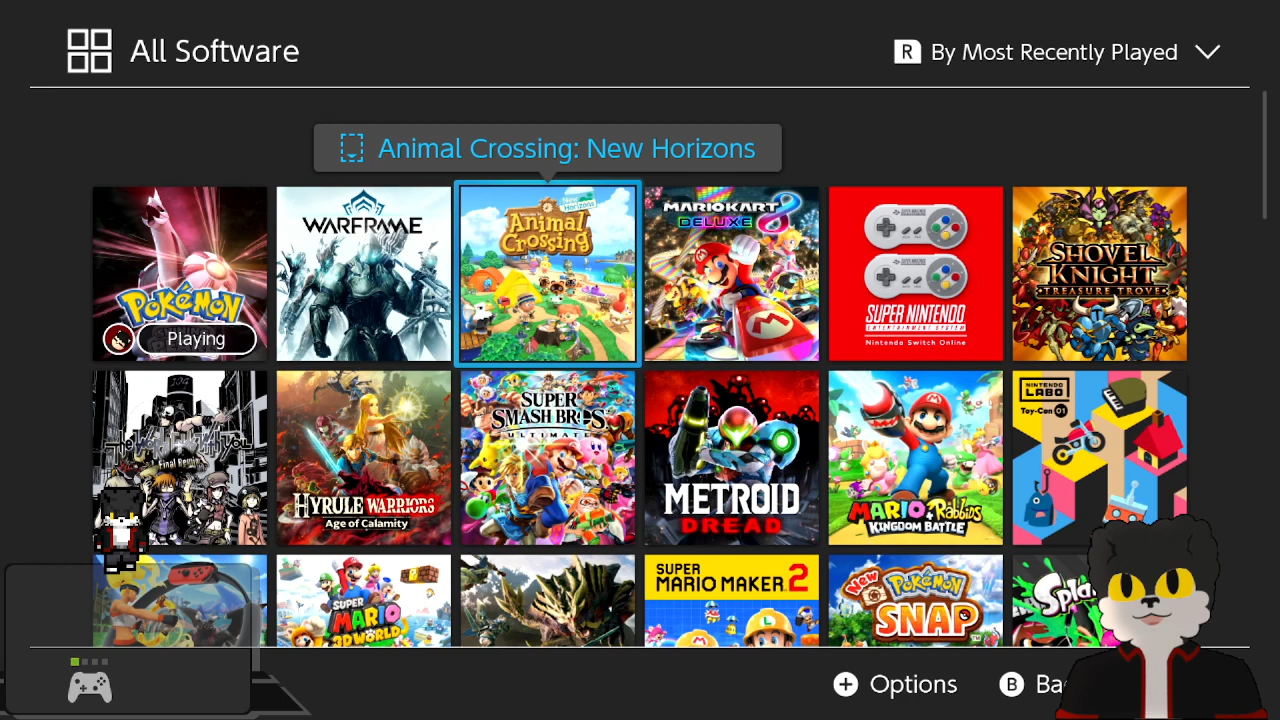 All Software
R By Most Recently Played
Animal Crossing: New Horizons
POKÉMON
Playing
WARFRAME
New Horizons
Animal Crossing
MARIOKART 8
DELUXE
SUPER NINTENDO
ENTERTAINMENT SYSTEM
Nintendo Switch Online
SHOVEL
KNIGHT
TREASURE TROVE
Final Remix
HYRULE WARRIORS
Age of Calamity
SUPER
SMASH BROS.
ULTIMATE
METROID
DREAD
MARIO + Rabbids
KINGDOM BATTLE
NINTENDO
LABO
Toy-Con 01
SUPER
MARIO
3D WORLD
SUPER
MARIO MAKER 2
New Pokémon
SNAP
+ Options
B